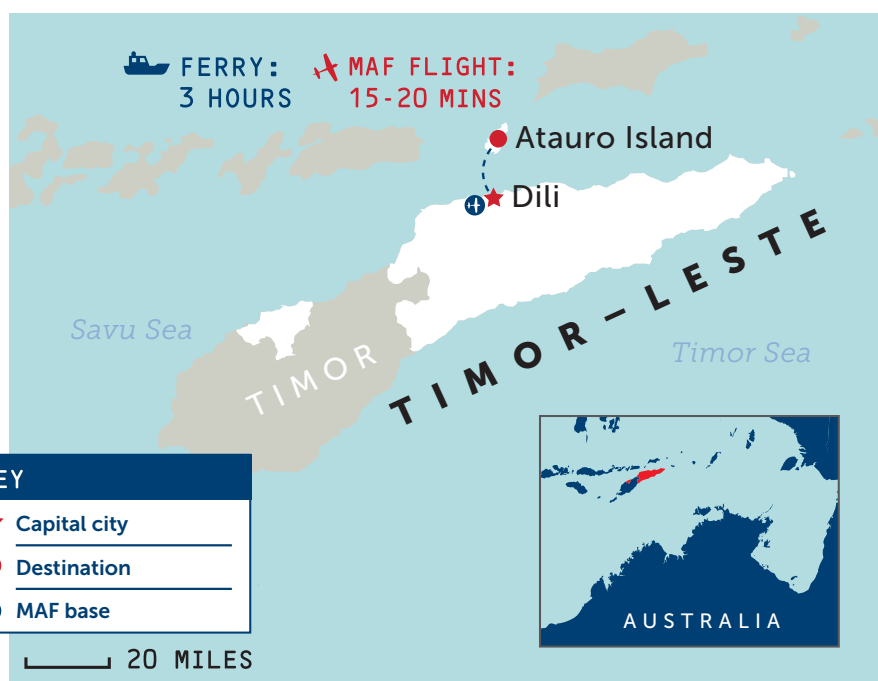 FERRY:
3 HOURS
MAF FLIGHT:
15-20 MINS
Atauro Island
Dili
TIMOR-LESTE
Savu Sea
TIMOR
Timor Sea
EY
Capital city
Destination
MAF base
20 MILES
AUSTRALIA